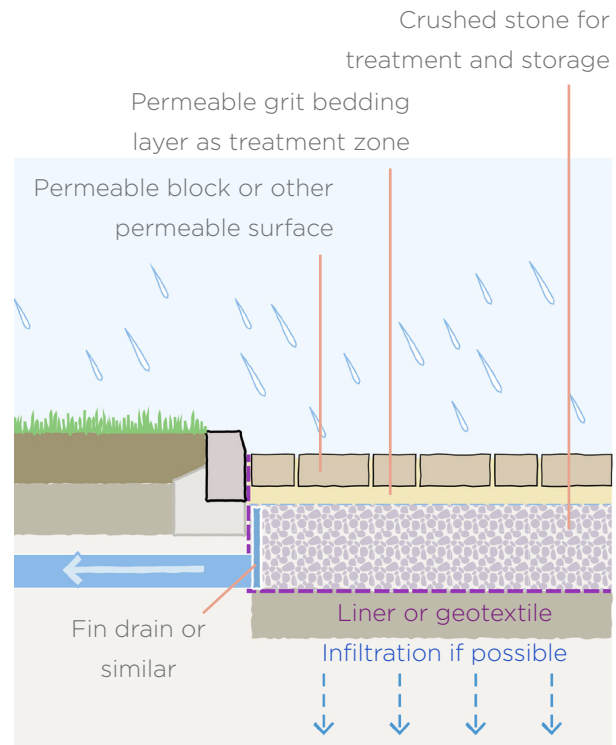 Crushed stone for
treatment and storage
Permeable grit bedding
layer as treatment zone
Permeable block or other
permeable surface
Liner or geotextile
Fin drain or
similar
Infiltration if possible